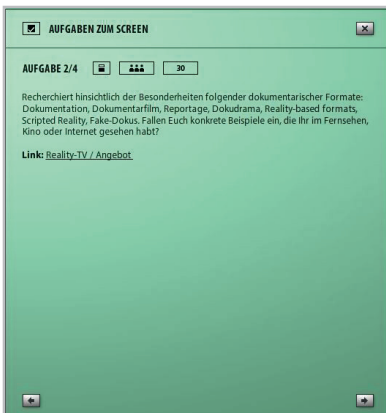 AUFGABEN ZUM SCREEN
AUFGABE 2/4 30
Recherchiert hinsichtlich der Besonderheiten folgender dokumentarischer Formate:
Dokumentation, Dokumentarfilm, Reportage, Dokudrama, Reality-based formats,
Scripted Reality, Fake-Dokus. Fallen Euch konkrete Beispiele ein, die Ihr im Fernsehen,
Kino oder Internet gesehen habt?
Link: Reality-TV / Angebot